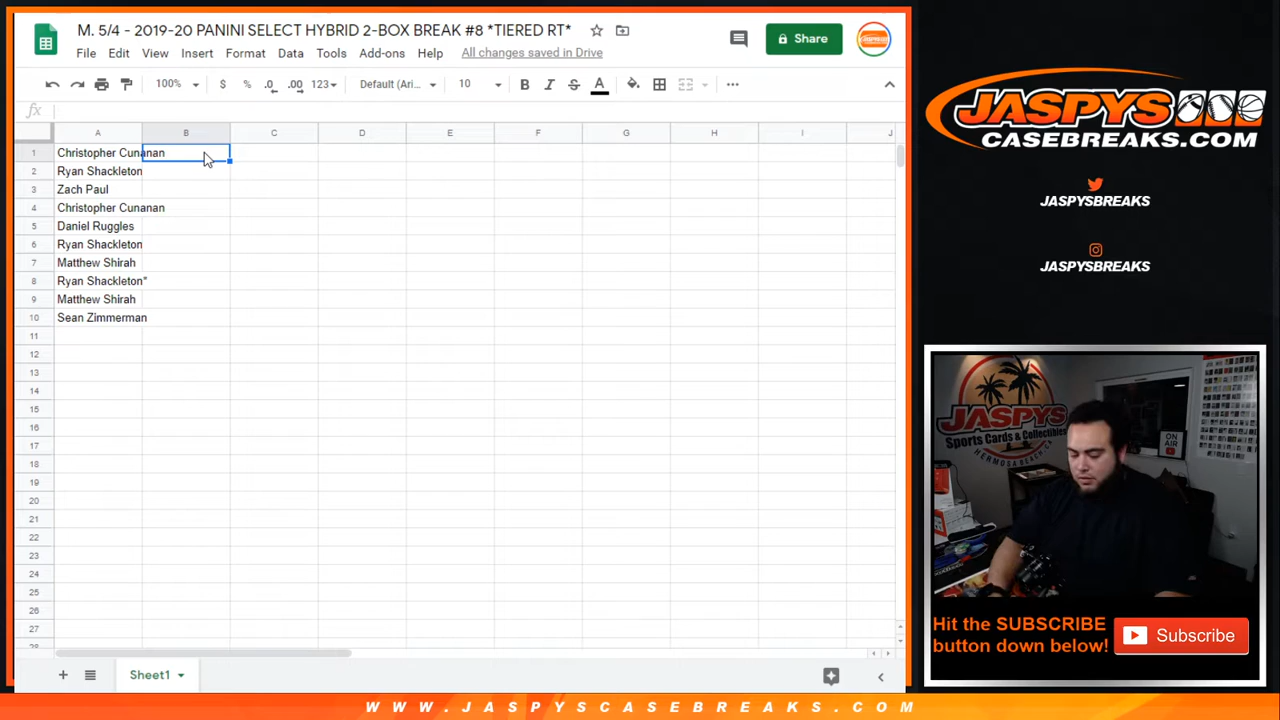 M. 5/4 - 2019-20 PANINI SELECT HYBRID 2-BOX BREAK #8 *TIERED RT*
File Edit View Insert Format Data Tools Add-ons Help All changes saved in Drive
Share
100% $ % .0 .00 123 Default (Ari... 10 B I S A
fx
A B C D E F G H I J
1 Christopher Cunanan
2 Ryan Shackleton
3 Zach Paul
4 Christopher Cunanan
5 Daniel Ruggles
6 Ryan Shackleton
7 Matthew Shirah
8 Ryan Shackleton*
9 Matthew Shirah
10 Sean Zimmerman
11
12
13
14
15
16
17
18
19
20
21
22
23
24
25
26
27
28
Sheet1
JASPYS
CASEBREAKS.COM
JASPYSBREAKS
JASPYSBREAKS
JASPYS
Sports Cards & Collectibles
HERMOSA BEACH, CA
ON AIR
Hit the SUBSCRIBE
button down below!
Subscribe
WWW.JASPYSCASEBREAKS.COM